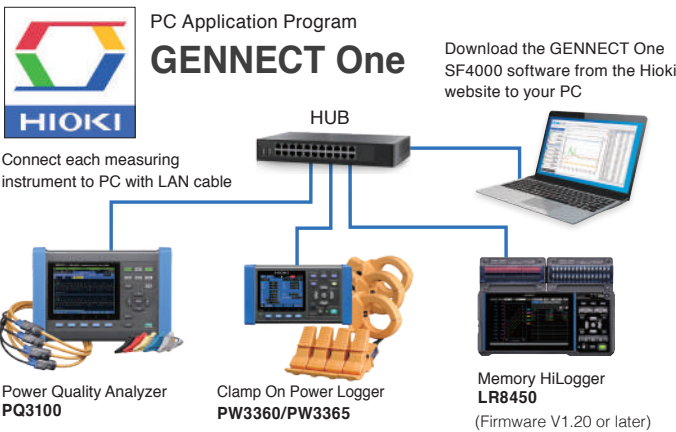 PC Application Program
GENNECT One
HIOKI
Download the GENNECT One
SF4000 software from the Hioki
website to your PC
HUB
Connect each measuring
instrument to PC with LAN cable
Power Quality Analyzer
PQ3100
Clamp On Power Logger
PW3360/PW3365
Memory HiLogger
LR8450
(Firmware V1.20 or later)